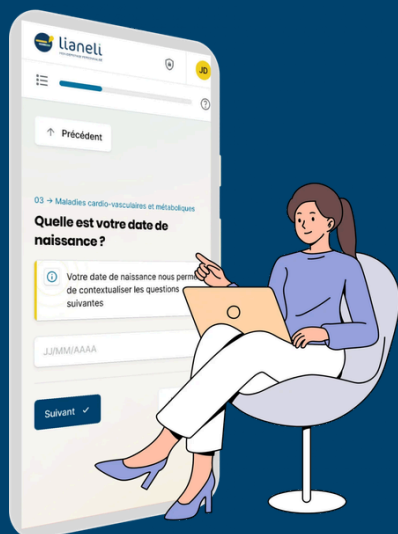 lianeli
JD
Précédent
03 → Maladies cardio-vasculaires et métaboliques
Quelle est votre date de
naissance ?
Votre date de naissance nous perme
de contextualiser les questions
suivantes
JJ/MM/AAAA
Suivant